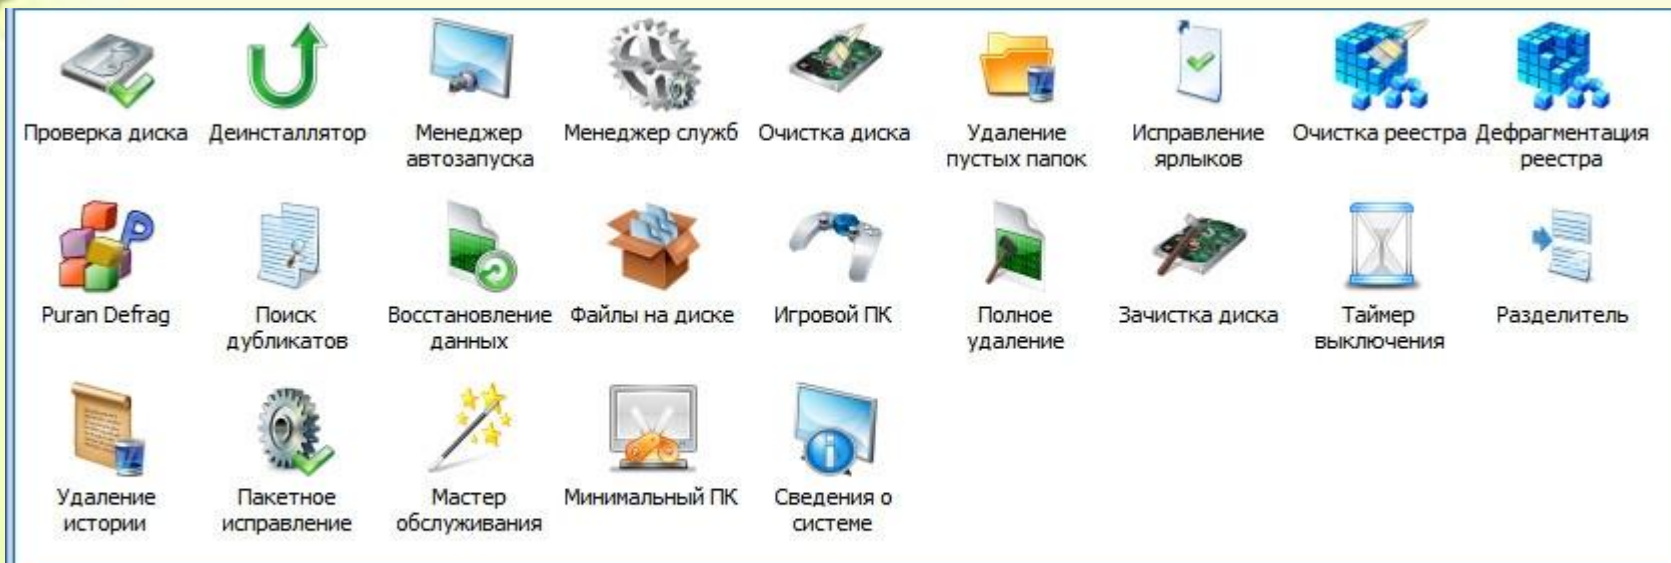 Проверка диска
Деинсталлятор
Менеджер
автозапуска
Менеджер служб
Очистка диска
Удаление
пустых папок
Исправление
ярлыков
Очистка реестра
Дефрагментация
реестра
Puran Defrag
Поиск
дубликатов
Восстановление
данных
Файлы на диске
Игровой ПК
Полное
удаление
Зачистка диска
Таймер
выключения
Разделитель
Удаление
истории
Пакетное
исправление
Мастер
обслуживания
Минимальный ПК
Сведения о
системе